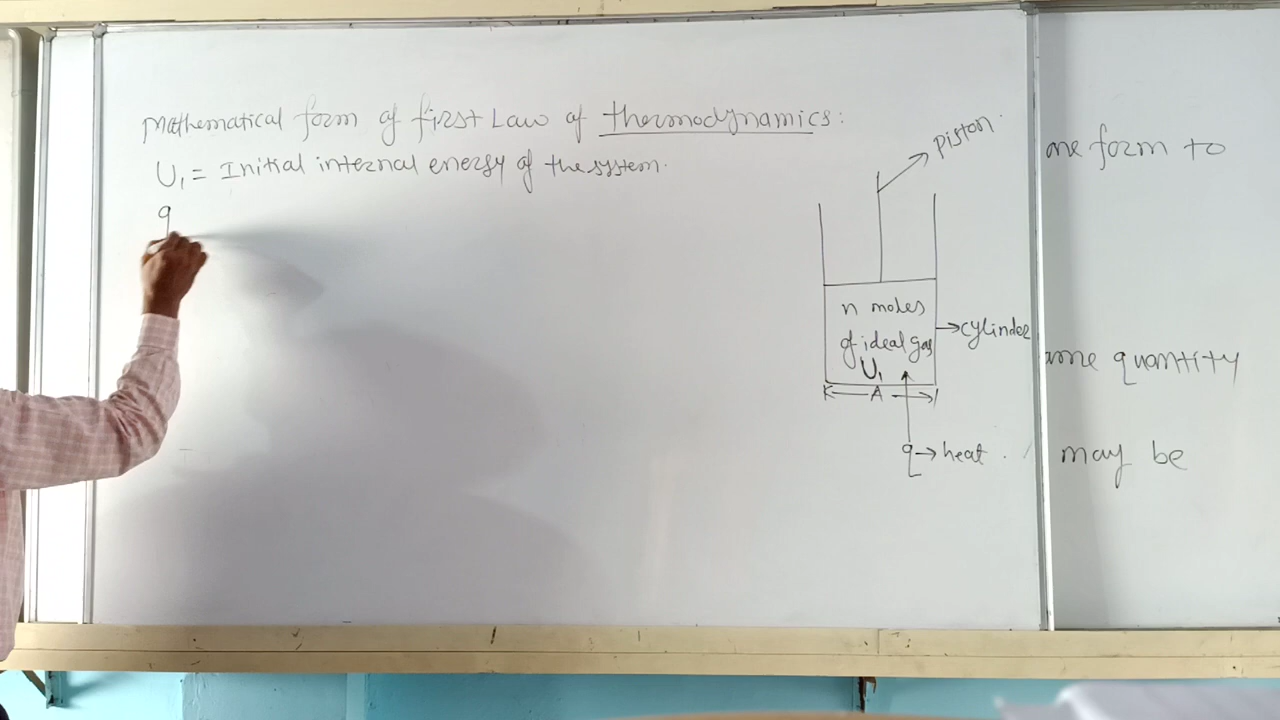 Mathematical form of first Law of thermodynamics:
U₁ = Initial internal energy of the system.
q
piston.
n moles
of ideal gas
U₁
→cylinder
A
q→heat.
one form to
quantity
may be